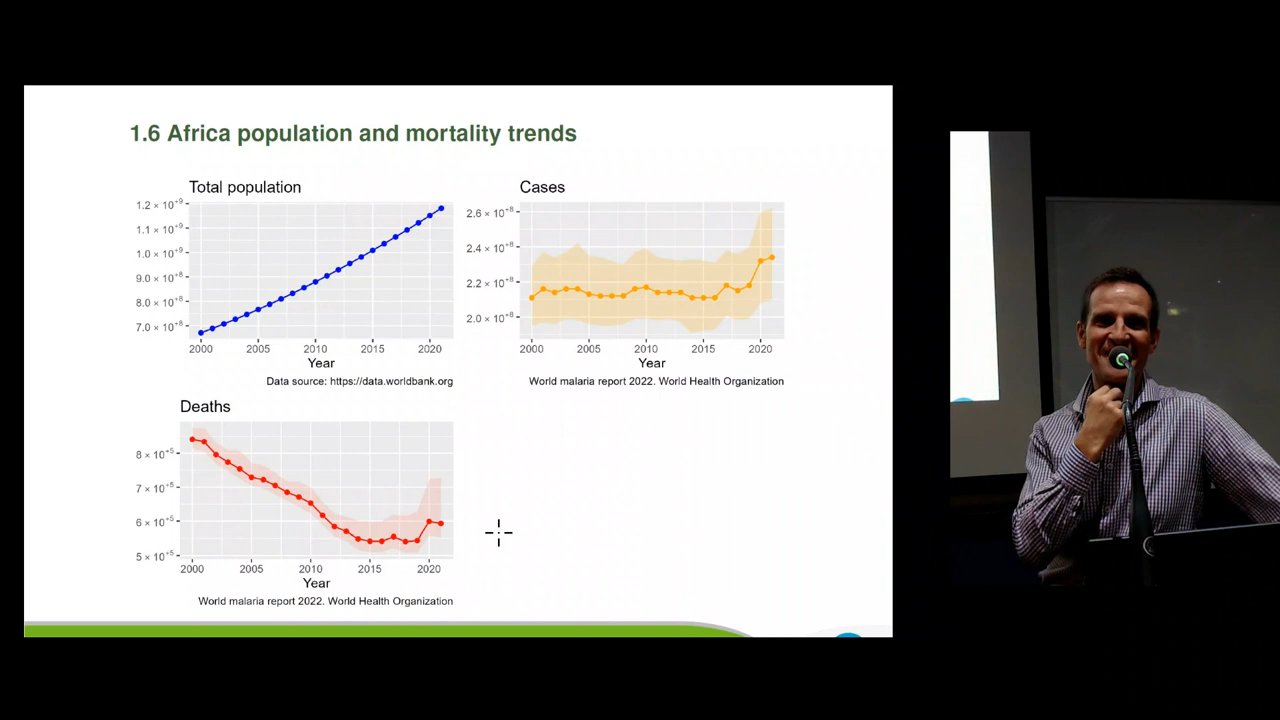 1.6 Africa population and mortality trends
Total population
1.2 × 10⁺⁹
1.1 × 10⁺⁹
1.0 × 10⁺⁹
9.0 × 10⁺⁸
8.0 × 10⁺⁸
7.0 × 10⁺⁸
2000 2005 2010 2015 2020
Year
Data source: https://data.worldbank.org
Cases
2.6 × 10⁺⁸
2.4 × 10⁺⁸
2.2 × 10⁺⁸
2.0 × 10⁺⁸
2000 2005 2010 2015 2020
Year
World malaria report 2022. World Health Organization
Deaths
8 × 10⁺⁵
7 × 10⁺⁵
6 × 10⁺⁵
5 × 10⁺⁵
2000 2005 2010 2015 2020
Year
World malaria report 2022. World Health Organization